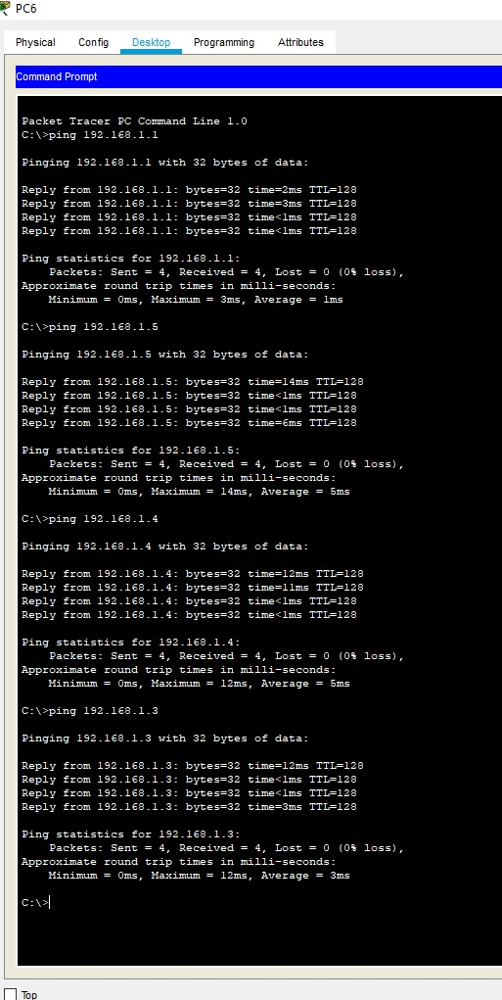 PC6
Physical Config Desktop Programming Attributes
Command Prompt
Packet Tracer PC Command Line 1.0
C:\>ping 192.168.1.1
Pinging 192.168.1.1 with 32 bytes of data:
Reply from 192.168.1.1: bytes=32 time=2ms TTL=128
Reply from 192.168.1.1: bytes=32 time=3ms TTL=128
Reply from 192.168.1.1: bytes=32 time<1ms TTL=128
Reply from 192.168.1.1: bytes=32 time<1ms TTL=128
Ping statistics for 192.168.1.1:
Packets: Sent = 4, Received = 4, Lost = 0 (0% loss),
Approximate round trip times in milli-seconds:
Minimum = 0ms, Maximum = 3ms, Average = 1ms
C:\>ping 192.168.1.5
Pinging 192.168.1.5 with 32 bytes of data:
Reply from 192.168.1.5: bytes=32 time=14ms TTL=128
Reply from 192.168.1.5: bytes=32 time<1ms TTL=128
Reply from 192.168.1.5: bytes=32 time<1ms TTL=128
Reply from 192.168.1.5: bytes=32 time=6ms TTL=128
Ping statistics for 192.168.1.5:
Packets: Sent = 4, Received = 4, Lost = 0 (0% loss),
Approximate round trip times in milli-seconds:
Minimum = 0ms, Maximum = 14ms, Average = 5ms
C:\>ping 192.168.1.4
Pinging 192.168.1.4 with 32 bytes of data:
Reply from 192.168.1.4: bytes=32 time=12ms TTL=128
Reply from 192.168.1.4: bytes=32 time=11ms TTL=128
Reply from 192.168.1.4: bytes=32 time<1ms TTL=128
Reply from 192.168.1.4: bytes=32 time<1ms TTL=128
Ping statistics for 192.168.1.4:
Packets: Sent = 4, Received = 4, Lost = 0 (0% loss),
Approximate round trip times in milli-seconds:
Minimum = 0ms, Maximum = 12ms, Average = 5ms
C:\>ping 192.168.1.3
Pinging 192.168.1.3 with 32 bytes of data:
Reply from 192.168.1.3: bytes=32 time=12ms TTL=128
Reply from 192.168.1.3: bytes=32 time<1ms TTL=128
Reply from 192.168.1.3: bytes=32 time<1ms TTL=128
Reply from 192.168.1.3: bytes=32 time=3ms TTL=128
Ping statistics for 192.168.1.3:
Packets: Sent = 4, Received = 4, Lost = 0 (0% loss),
Approximate round trip times in milli-seconds:
Minimum = 0ms, Maximum = 12ms, Average = 3ms
C:\>
Top